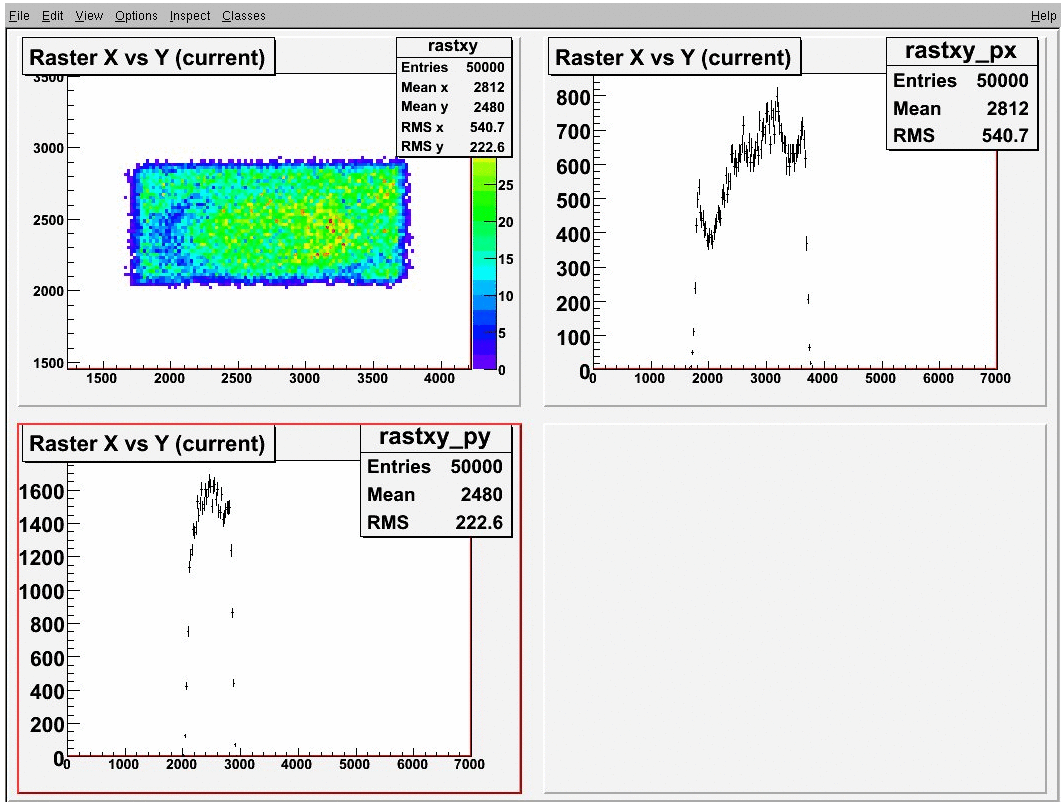 File Edit View Options Inspect Classes Help
Raster X vs Y (current)
rastxy
Entries 50000
Mean x 2812
Mean y 2480
RMS x 540.7
RMS y 222.6
3500
3000
2500
2000
1500
1500 2000 2500 3000 3500 4000
25
20
15
10
5
0
Raster X vs Y (current)
rastxy_px
Entries 50000
Mean 2812
RMS 540.7
800
700
600
500
400
300
200
100
0
0 1000 2000 3000 4000 5000 6000 7000
Raster X vs Y (current)
rastxy_py
Entries 50000
Mean 2480
RMS 222.6
1600
1400
1200
1000
800
600
400
200
0
0 1000 2000 3000 4000 5000 6000 7000